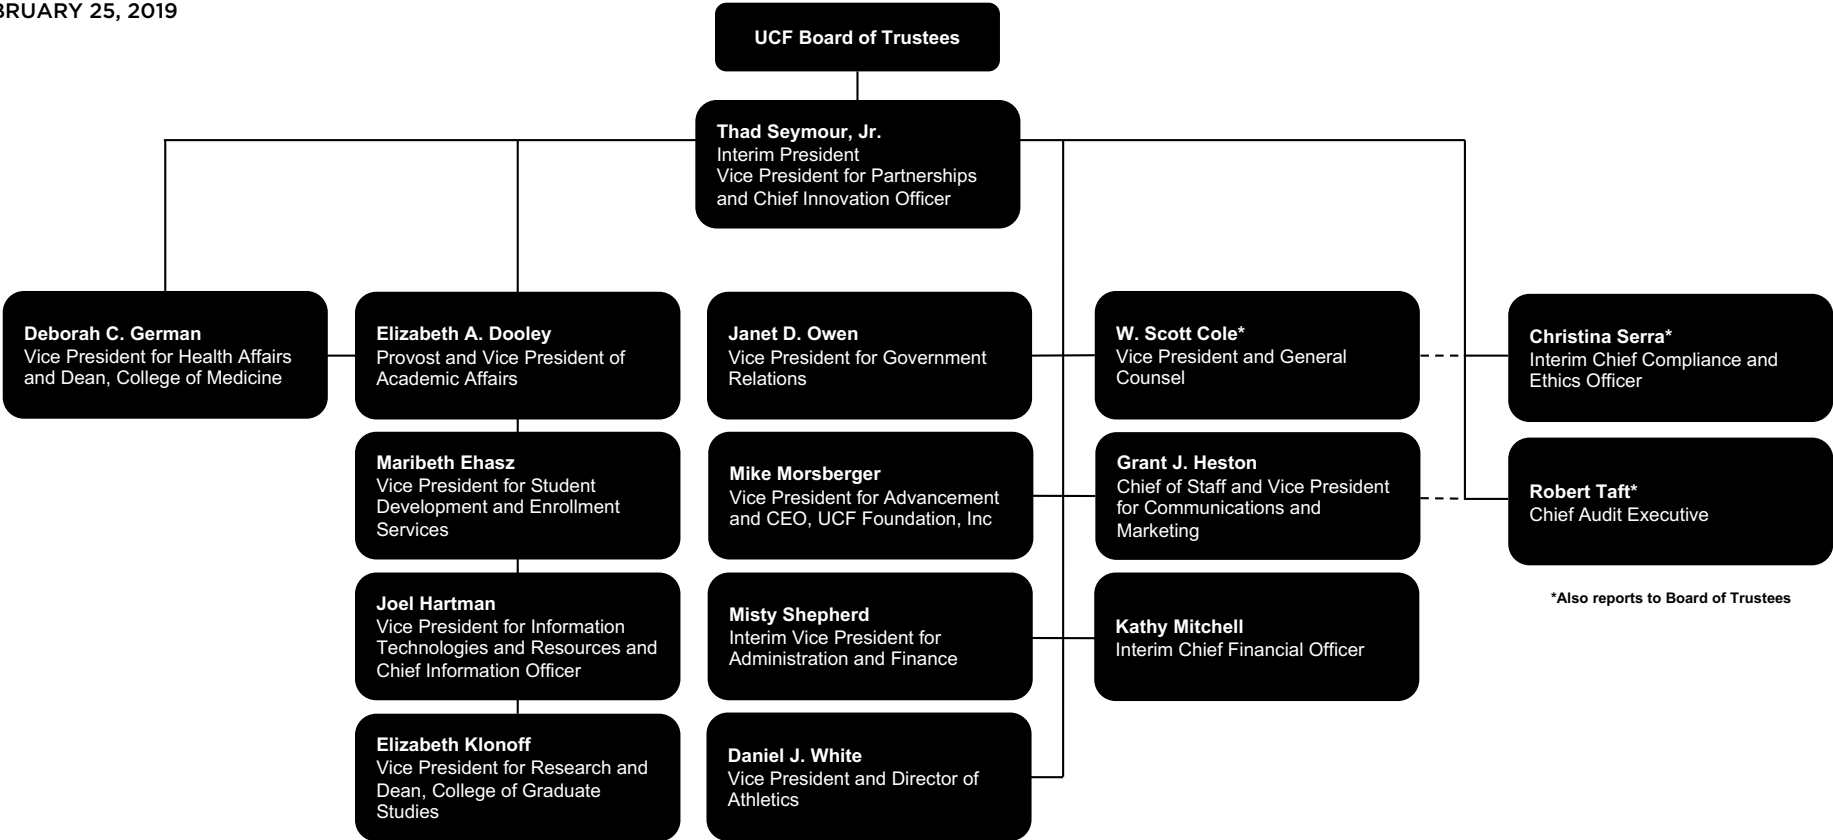 BRUARY 25, 2019
UCF Board of Trustees
Thad Seymour, Jr.
Interim President
Vice President for Partnerships
and Chief Innovation Officer
Deborah C. German
Vice President for Health Affairs
and Dean, College of Medicine
Elizabeth A. Dooley
Provost and Vice President of
Academic Affairs
Janet D. Owen
Vice President for Government
Relations
W. Scott Cole*
Vice President and General
Counsel
Christina Serra*
Interim Chief Compliance and
Ethics Officer
Maribeth Ehasz
Vice President for Student
Development and Enrollment
Services
Mike Morsberger
Vice President for Advancement
and CEO, UCF Foundation, Inc
Grant J. Heston
Chief of Staff and Vice President
for Communications and
Marketing
Robert Taft*
Chief Audit Executive
*Also reports to Board of Trustees
Joel Hartman
Vice President for Information
Technologies and Resources and
Chief Information Officer
Misty Shepherd
Interim Vice President for
Administration and Finance
Kathy Mitchell
Interim Chief Financial Officer
Elizabeth Klonoff
Vice President for Research and
Dean, College of Graduate
Studies
Daniel J. White
Vice President and Director of
Athletics